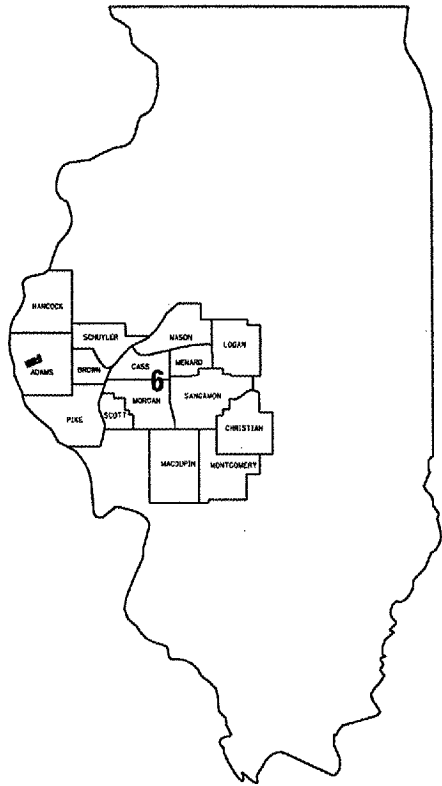 HANCOCK
SCHUYLER
MASON
LOGAN
ADAMS
BROWN
CASS
MENARD
6
MORGAN
SANGAMON
PIKE
SCOTT
CHRISTIAN
MACOUPIN
MONTGOMERY